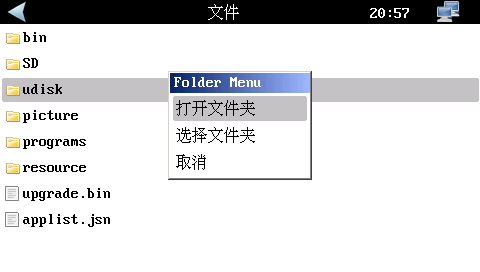 文件 20:57
bin
SD
udisk
picture
programs
resource
upgrade.bin
applist.jsn
Folder Menu
打开文件夹
选择文件夹
取消